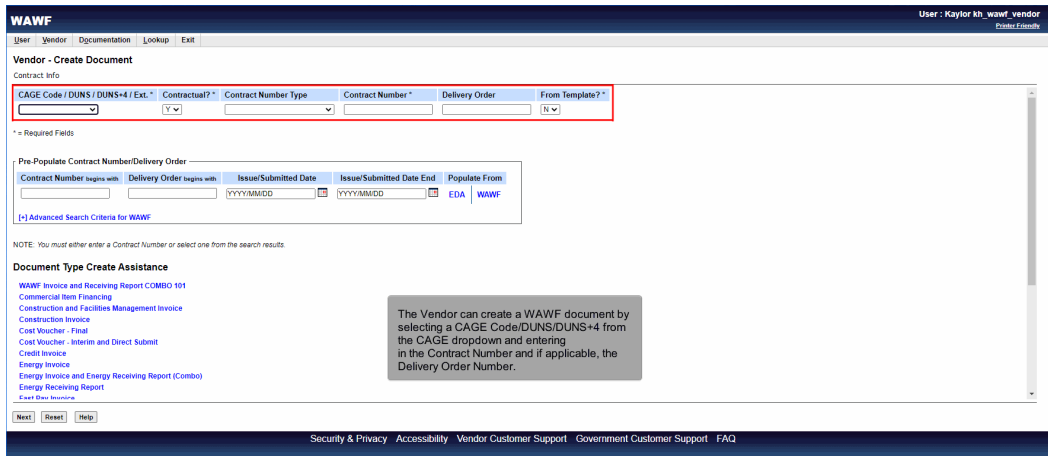 WAWF
User : Kaylor kh_wawf_vendor
Printer Friendly
User Vendor Documentation Lookup Exit
Vendor - Create Document
Contract Info
CAGE Code / DUNS / DUNS+4 / Ext. * Contractual? * Contract Number Type Contract Number * Delivery Order From Template? *
Y N
* = Required Fields
Pre-Populate Contract Number/Delivery Order
Contract Number begins with Delivery Order begins with Issue/Submitted Date Issue/Submitted Date End Populate From
YYYY/MM/DD YYYY/MM/DD EDA WAWF
[+] Advanced Search Criteria for WAWF
NOTE: You must either enter a Contract Number or select one from the search results.
Document Type Create Assistance
WAWF Invoice and Receiving Report COMBO 101
Commercial Item Financing
Construction and Facilities Management Invoice
Construction Invoice
Cost Voucher - Final
Cost Voucher - Interim and Direct Submit
Credit Invoice
Energy Invoice
Energy Invoice and Energy Receiving Report (Combo)
Energy Receiving Report
Fast Pay Invoice
The Vendor can create a WAWF document by
selecting a CAGE Code/DUNS/DUNS+4 from
the CAGE dropdown and entering
in the Contract Number and if applicable, the
Delivery Order Number.
Next Reset Help
Security & Privacy Accessibility Vendor Customer Support Government Customer Support FAQ